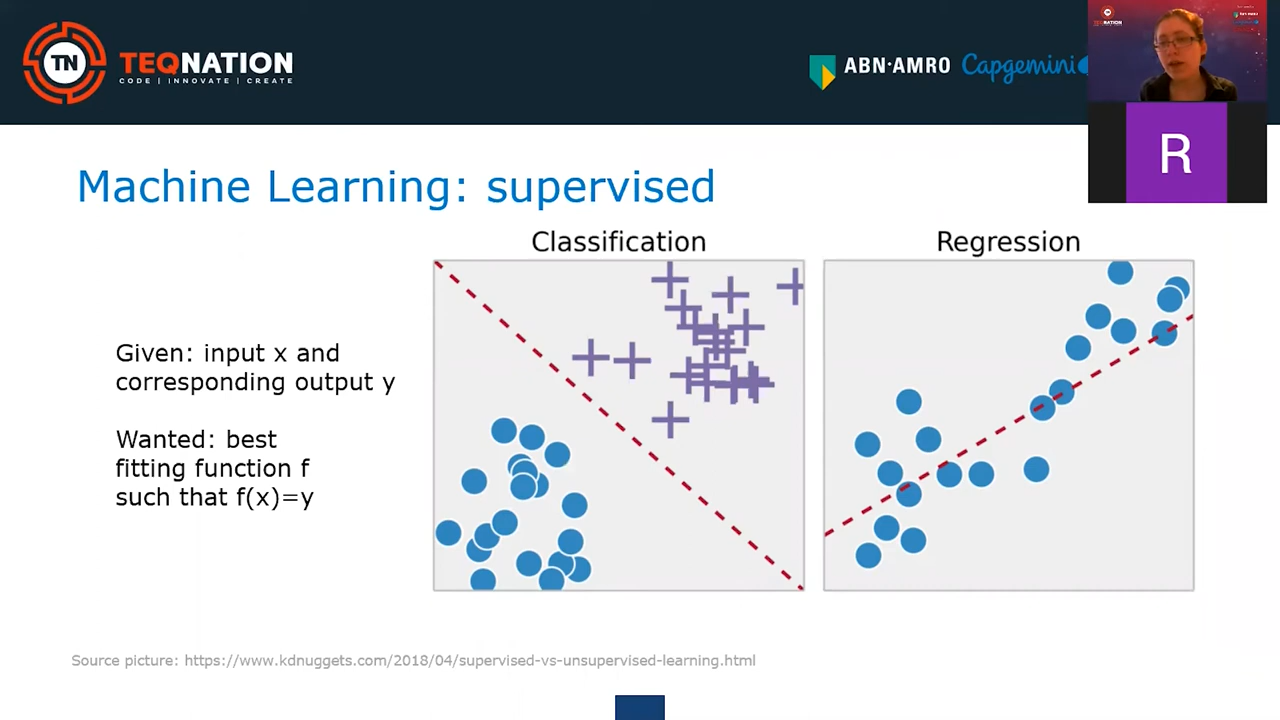 TN
TEQNATION
CODE | INNOVATE | CREATE
ABN·AMRO
Capgemini
R
Machine Learning: supervised
Classification
Regression
Given: input x and
corresponding output y
Wanted: best
fitting function f
such that f(x)=y
Source picture: https://www.kdnuggets.com/2018/04/supervised-vs-unsupervised-learning.html